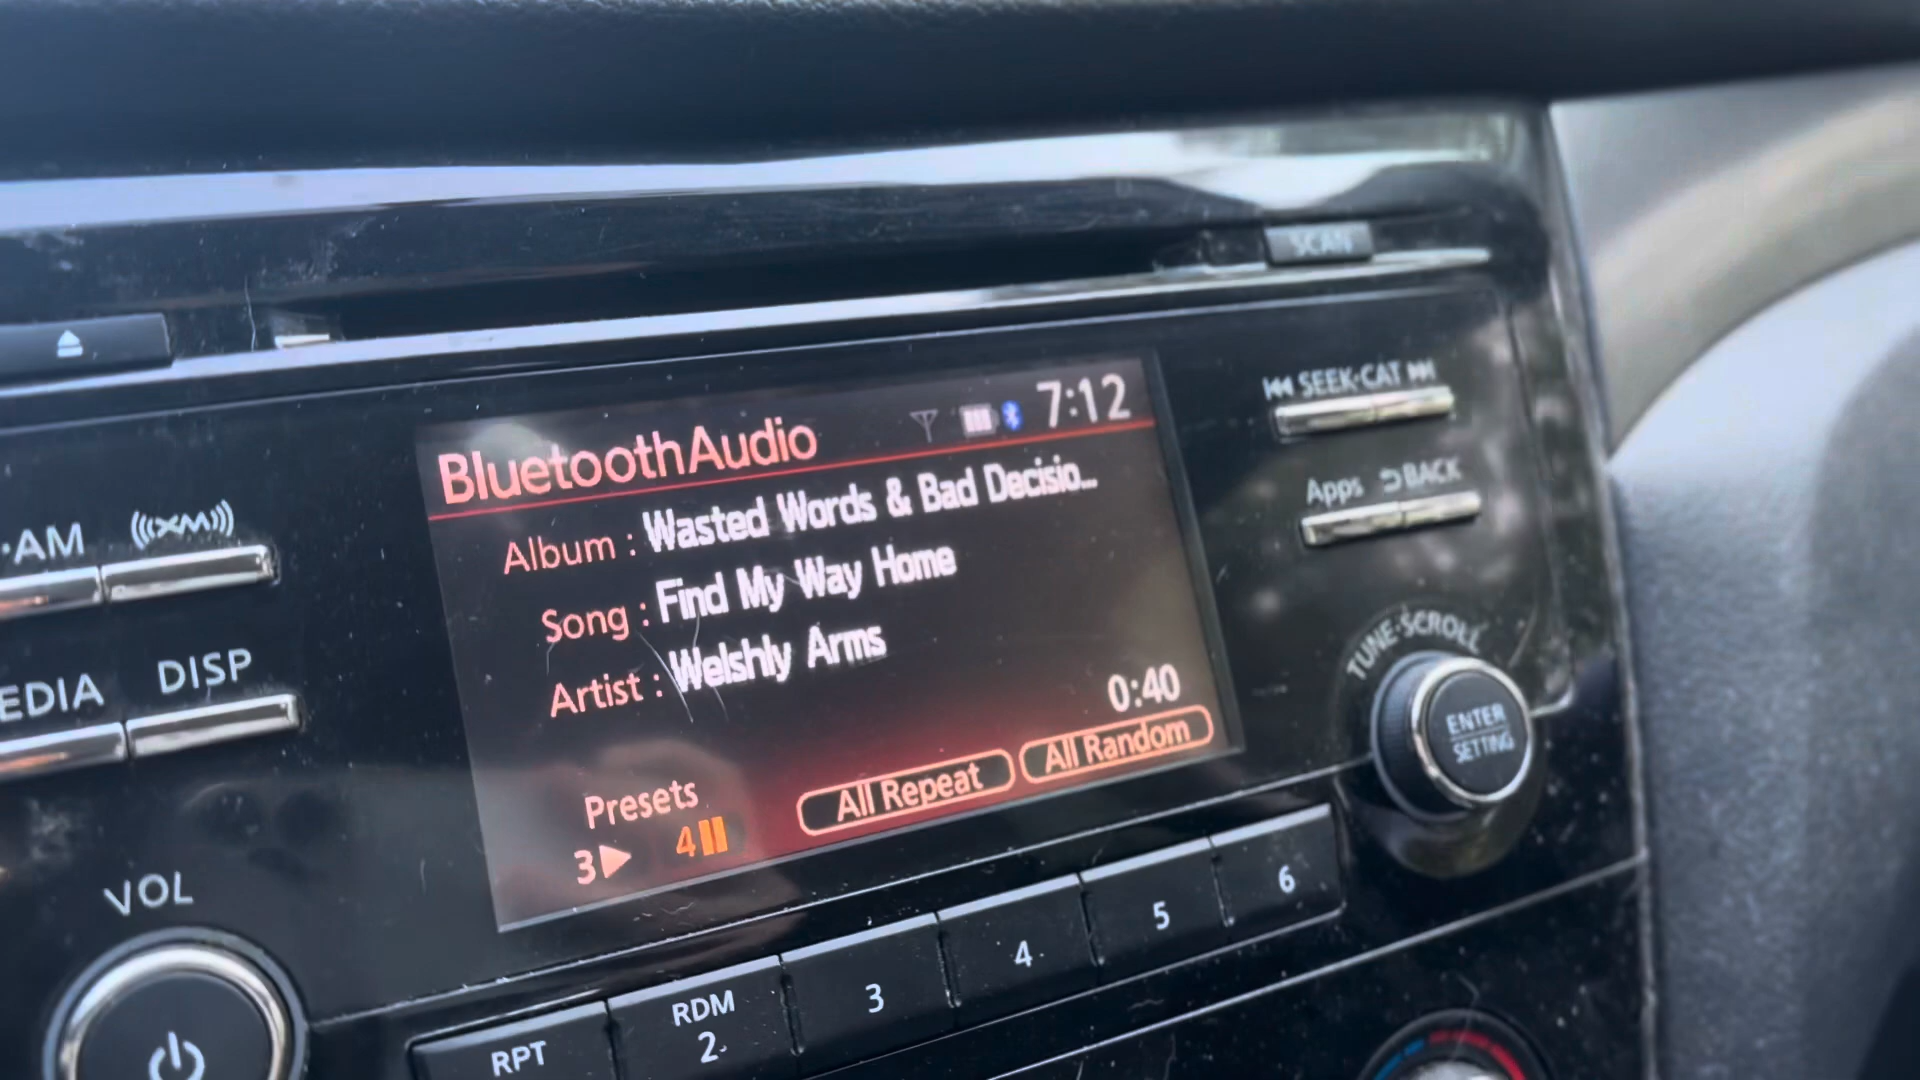 SCAN
SEEK·CAT
BluetoothAudio 7:12
Album : Wasted Words & Bad Decisio...
Apps BACK
·AM XM
Song : Find My Way Home
Artist : Welshly Arms
TUNE·SCROLL
EDIA DISP
0:40
ENTER
SETTING
All Repeat All Random
Presets
3 4
VOL
RPT
RDM
2
3
4
5
6